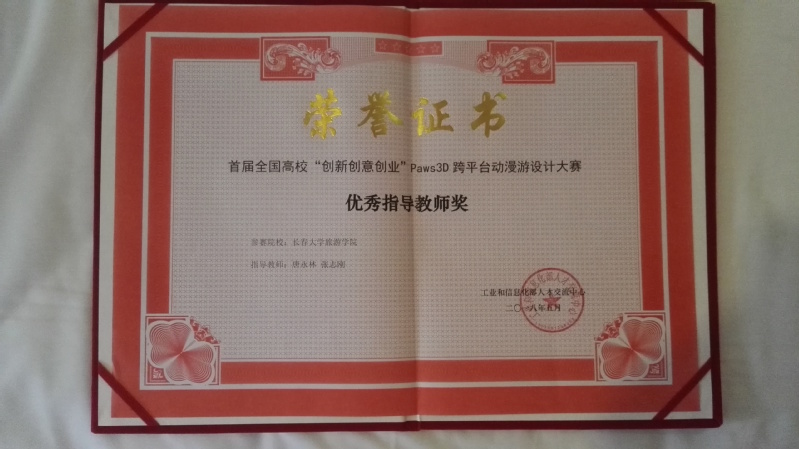 荣誉证书
首届全国高校“创新创意创业”Paws3D 跨平台动漫游设计大赛
优秀指导教师奖
参赛院校：长春大学旅游学院
指导教师：唐永林 张志刚
工业和信息化部人才交流中心
二〇一八年五月